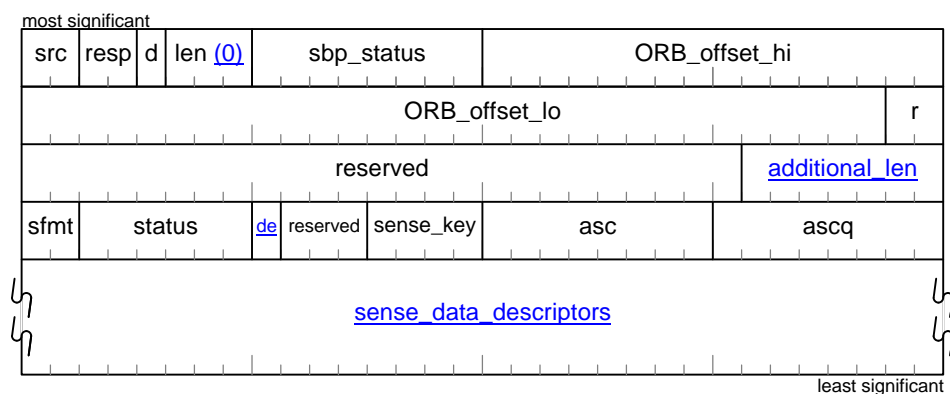 most significant
src resp d len (0) sbp_status ORB_offset_hi
ORB_offset_lo r
reserved additional_len
sfmt status de reserved sense_key asc ascq
sense_data_descriptors
least significant